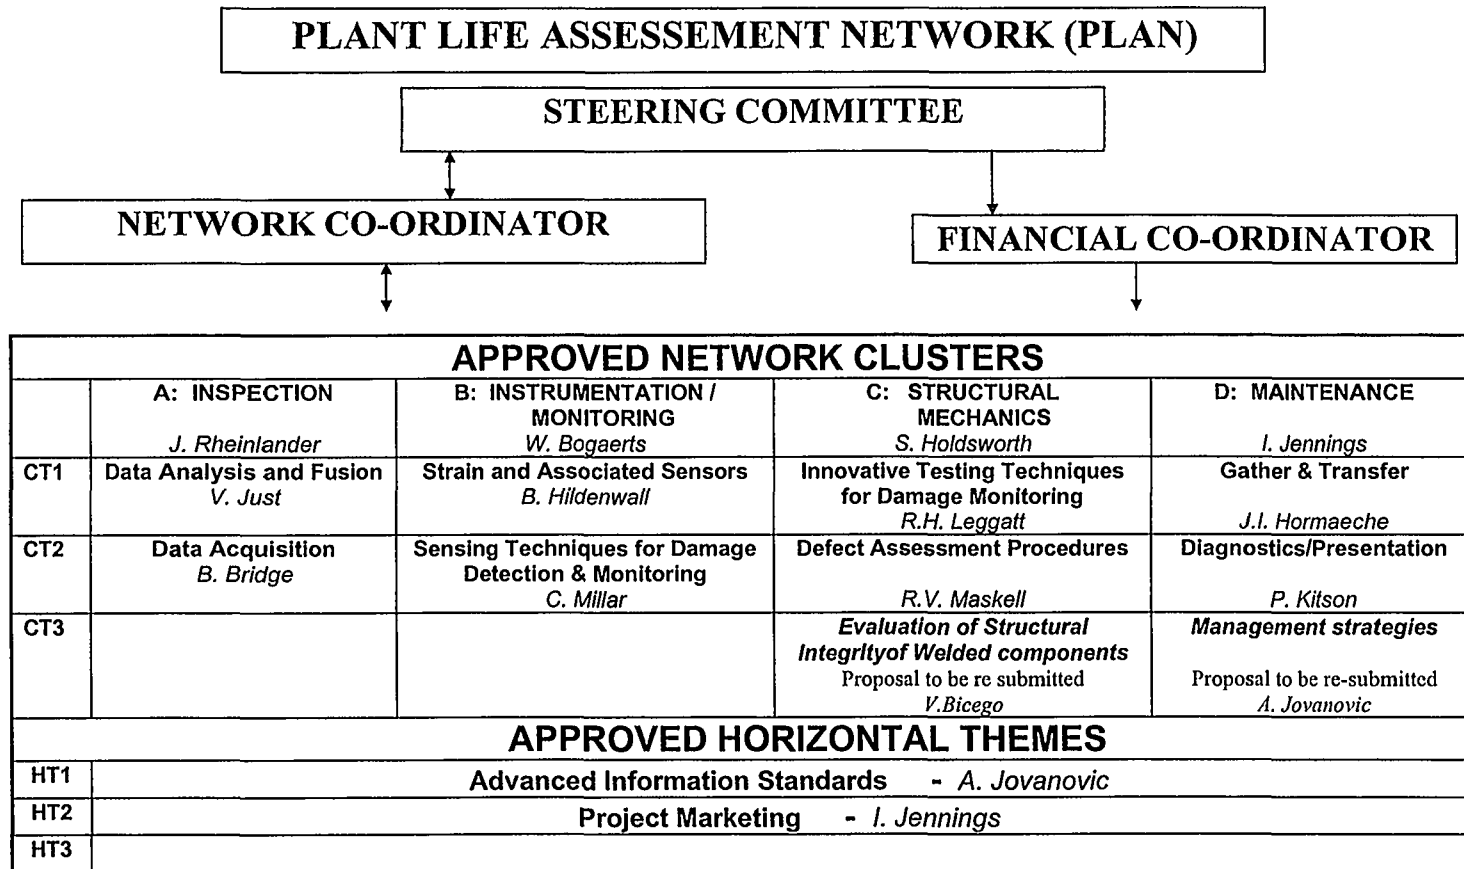 PLANT LIFE ASSESSEMENT NETWORK (PLAN)
STEERING COMMITTEE
NETWORK CO-ORDINATOR
FINANCIAL CO-ORDINATOR
APPROVED NETWORK CLUSTERS
A: INSPECTION
J. Rheinlander
B: INSTRUMENTATION /
MONITORING
W. Bogaerts
C: STRUCTURAL
MECHANICS
S. Holdsworth
D: MAINTENANCE
I. Jennings
CT1
Data Analysis and Fusion
V. Just
Strain and Associated Sensors
B. Hildenwall
Innovative Testing Techniques
for Damage Monitoring
R.H. Leggatt
Gather & Transfer
J.I. Hormaeche
CT2
Data Acquisition
B. Bridge
Sensing Techniques for Damage
Detection & Monitoring
C. Millar
Defect Assessment Procedures
R.V. Maskell
Diagnostics/Presentation
P. Kitson
CT3
Evaluation of Structural
Integrityof Welded components
Proposal to be re submitted
V.Bicego
Management strategies
Proposal to be re-submitted
A. Jovanovic
APPROVED HORIZONTAL THEMES
HT1
Advanced Information Standards - A. Jovanovic
HT2
Project Marketing - I. Jennings
HT3